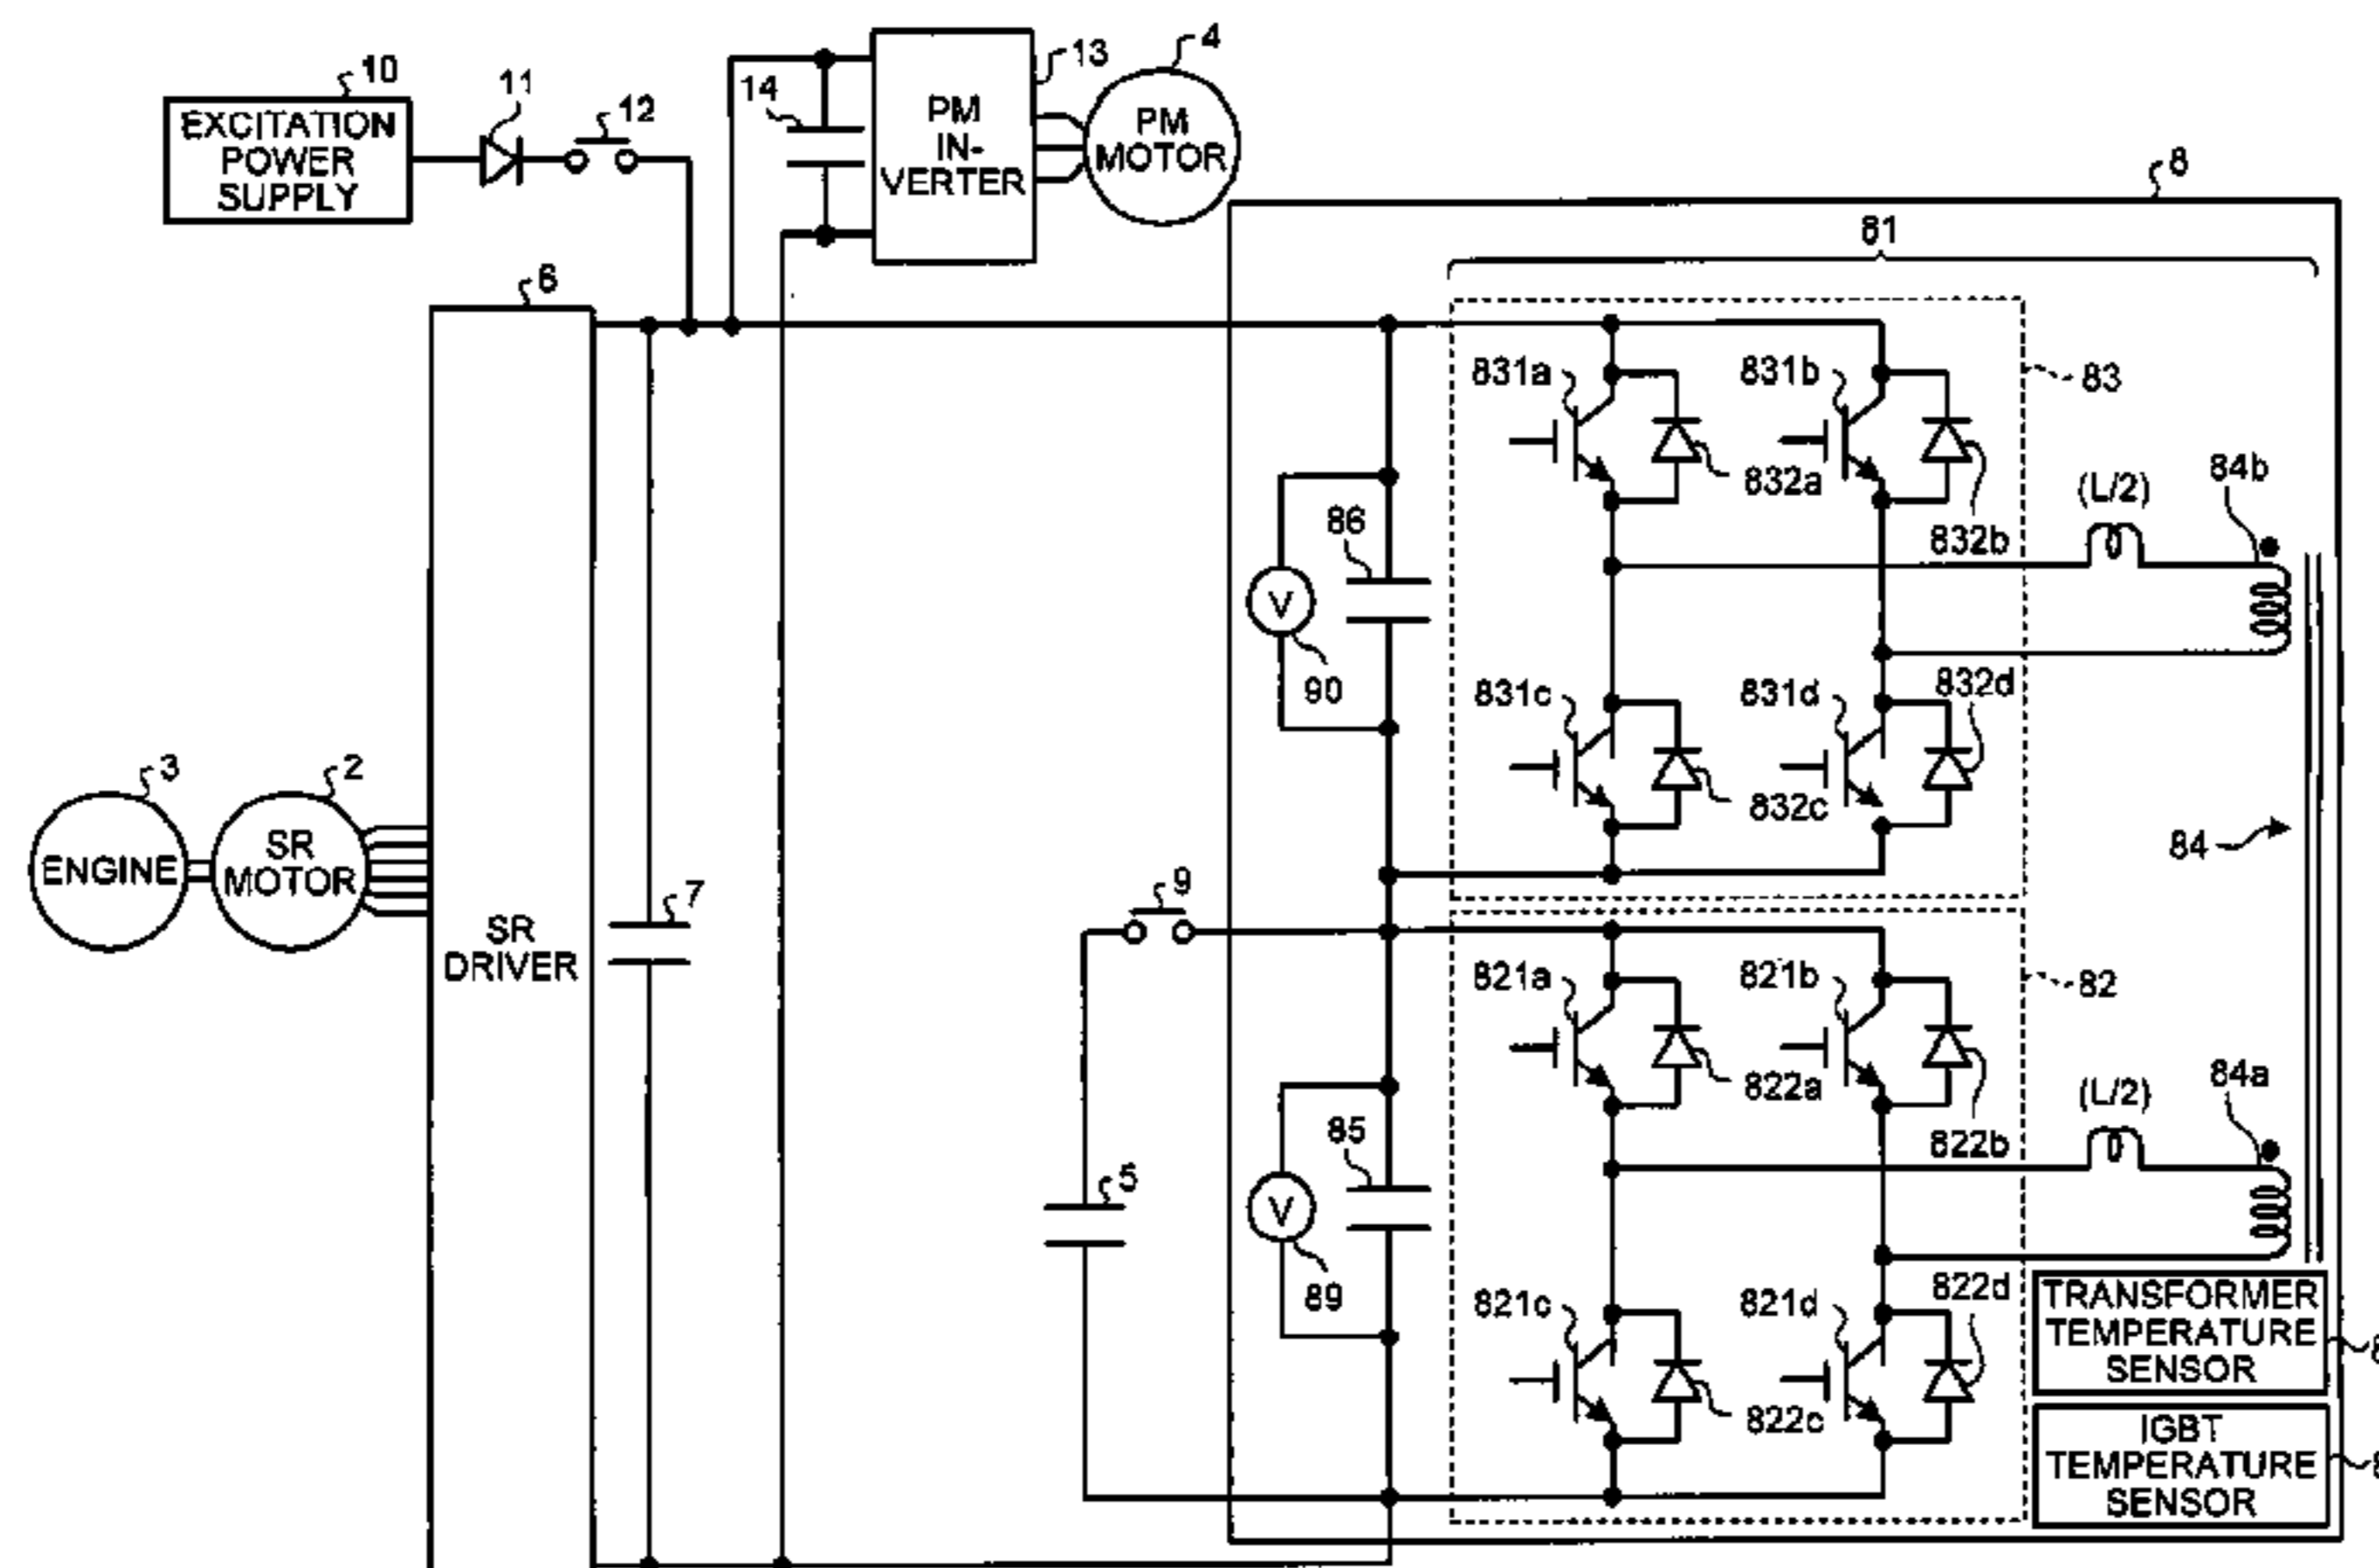 10
EXCITATION
POWER
SUPPLY
11
12
14
13
PM
IN-
VERTER
4
PM
MOTOR
8
81
6
SR
DRIVER
831a
831b
83
832a
832b
(L/2)
84b
86
V
90
831c
831d
832d
832c
84
3
ENGINE
2
SR
MOTOR
7
9
5
821a
821b
82
822a
822b
(L/2)
84a
85
V
89
821c
821d
822d
822c
TRANSFORMER
TEMPERATURE
SENSOR
IGBT
TEMPERATURE
SENSOR